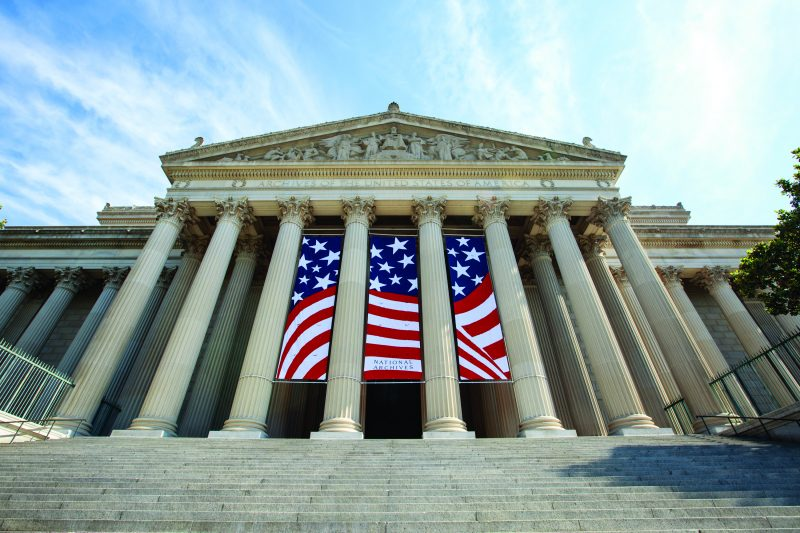 ARCHIVES OF THE UNITED STATES OF AMERICA
NATIONAL
ARCHIVES